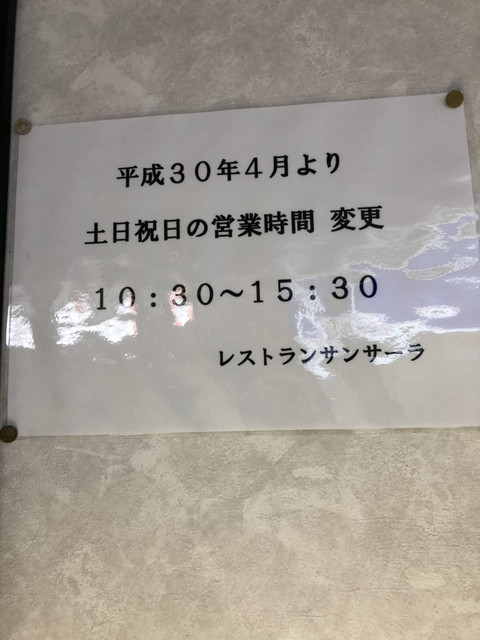 平成３０年４月より
土日祝日の営業時間 変更
１０：３０～１５：３０
レストランサンサーラ